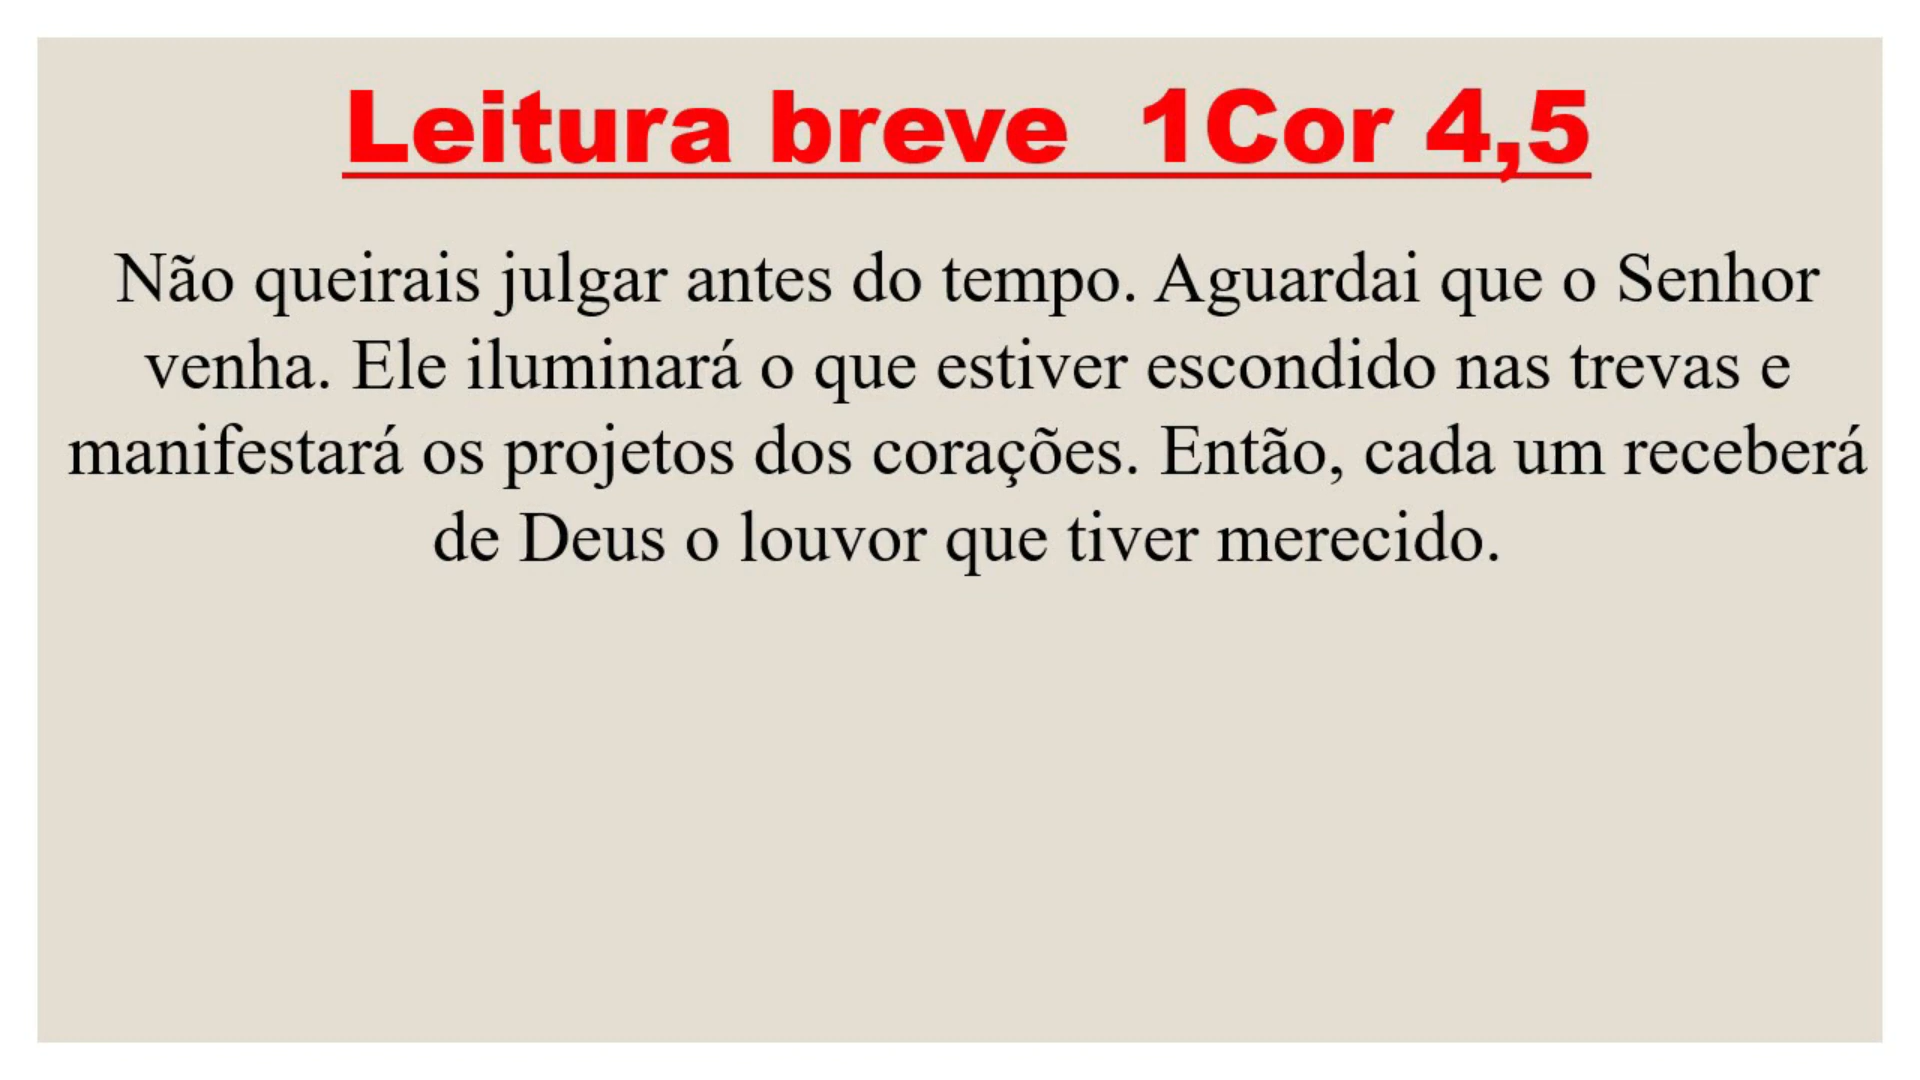 Leitura breve  1Cor 4,5
Não queirais julgar antes do tempo. Aguardai que o Senhor
venha. Ele iluminará o que estiver escondido nas trevas e
manifestará os projetos dos corações. Então, cada um receberá
de Deus o louvor que tiver merecido.